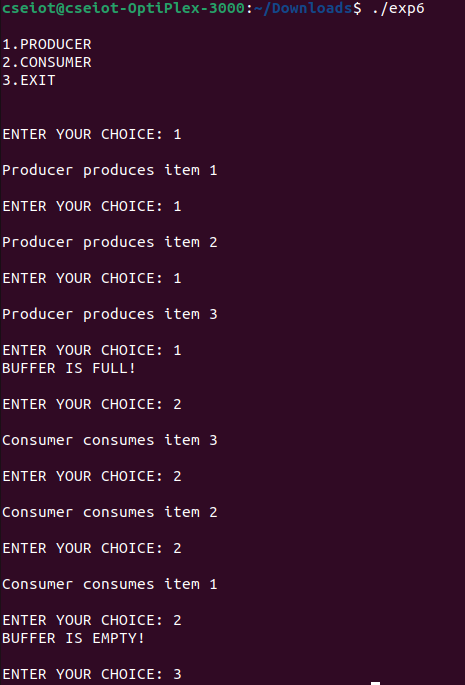 cseiot@cseiot-OptiPlex-3000:~/Downloads$ ./exp6
1.PRODUCER
2.CONSUMER
3.EXIT
ENTER YOUR CHOICE: 1
Producer produces item 1
ENTER YOUR CHOICE: 1
Producer produces item 2
ENTER YOUR CHOICE: 1
Producer produces item 3
ENTER YOUR CHOICE: 1
BUFFER IS FULL!
ENTER YOUR CHOICE: 2
Consumer consumes item 3
ENTER YOUR CHOICE: 2
Consumer consumes item 2
ENTER YOUR CHOICE: 2
Consumer consumes item 1
ENTER YOUR CHOICE: 2
BUFFER IS EMPTY!
ENTER YOUR CHOICE: 3